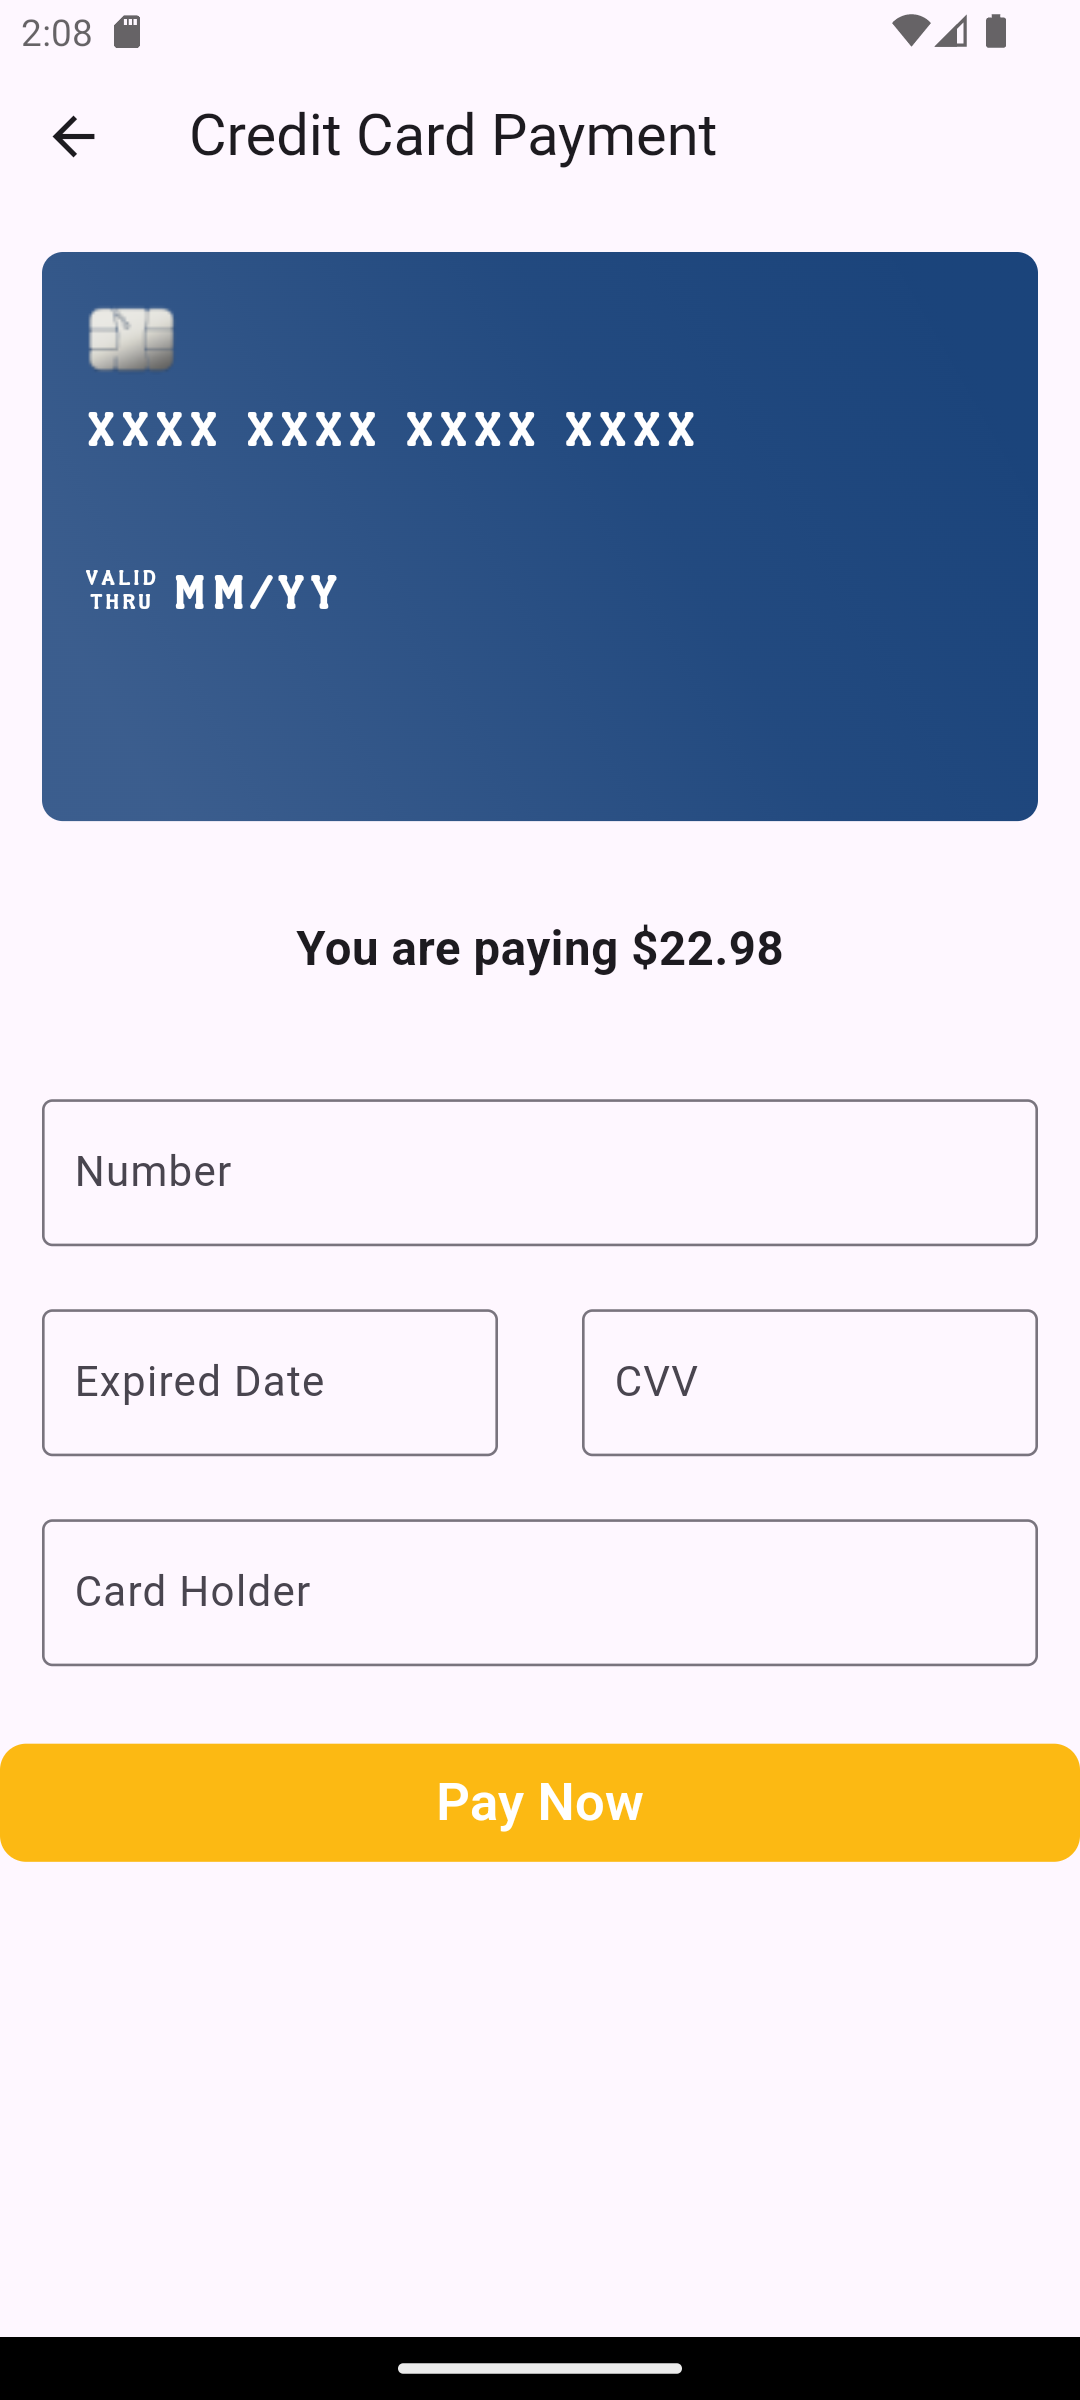 2:08
Credit Card Payment
XXXX XXXX XXXX XXXX
VALID
THRU
MM/YY
You are paying $22.98
Number
Expired Date
CVV
Card Holder
Pay Now